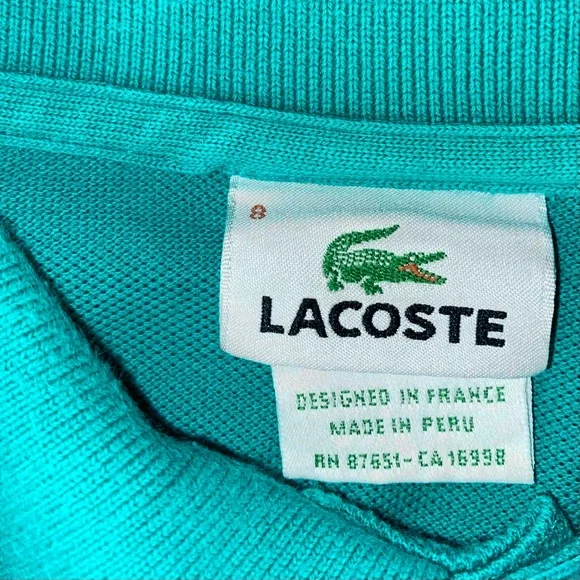 8
LACOSTE
DESIGNED IN FRANCE
MADE IN PERU
RN 87651-CA 16998